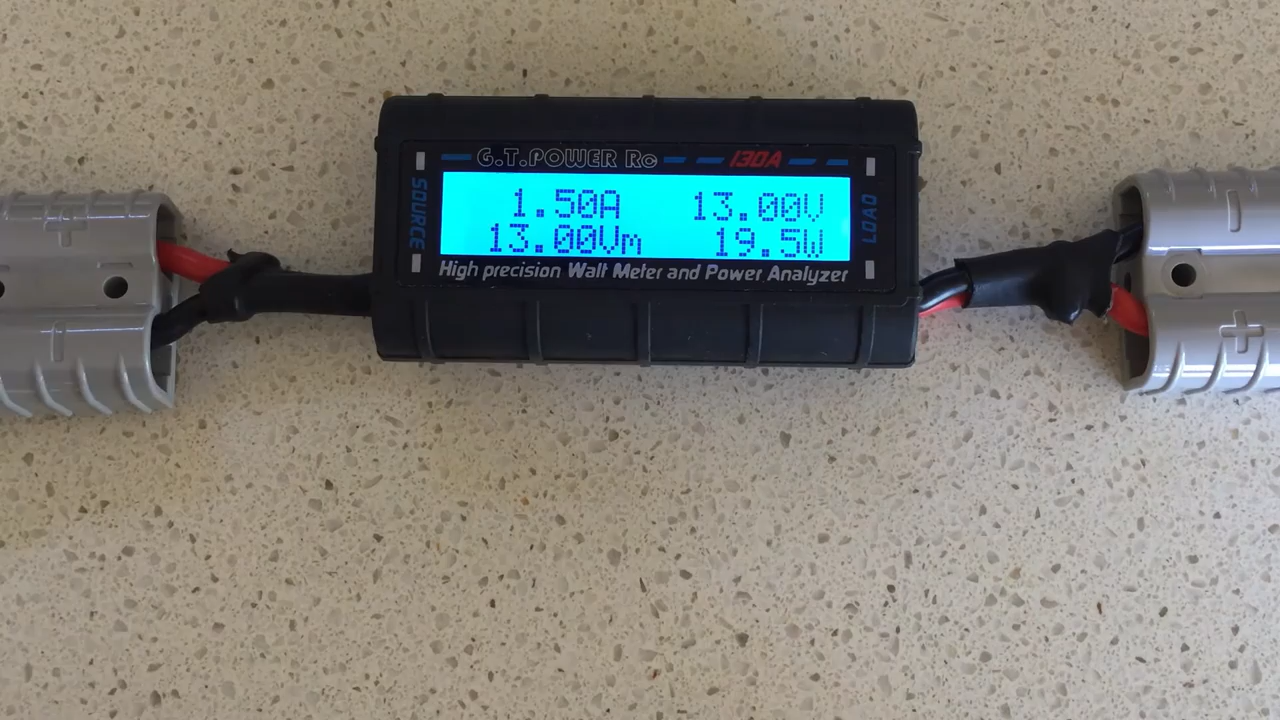 G.T.POWER RC 130A
SOURCE
1.50A 13.00V
13.00Vm 19.5W
LOAD
High precision Watt Meter and Power Analyzer